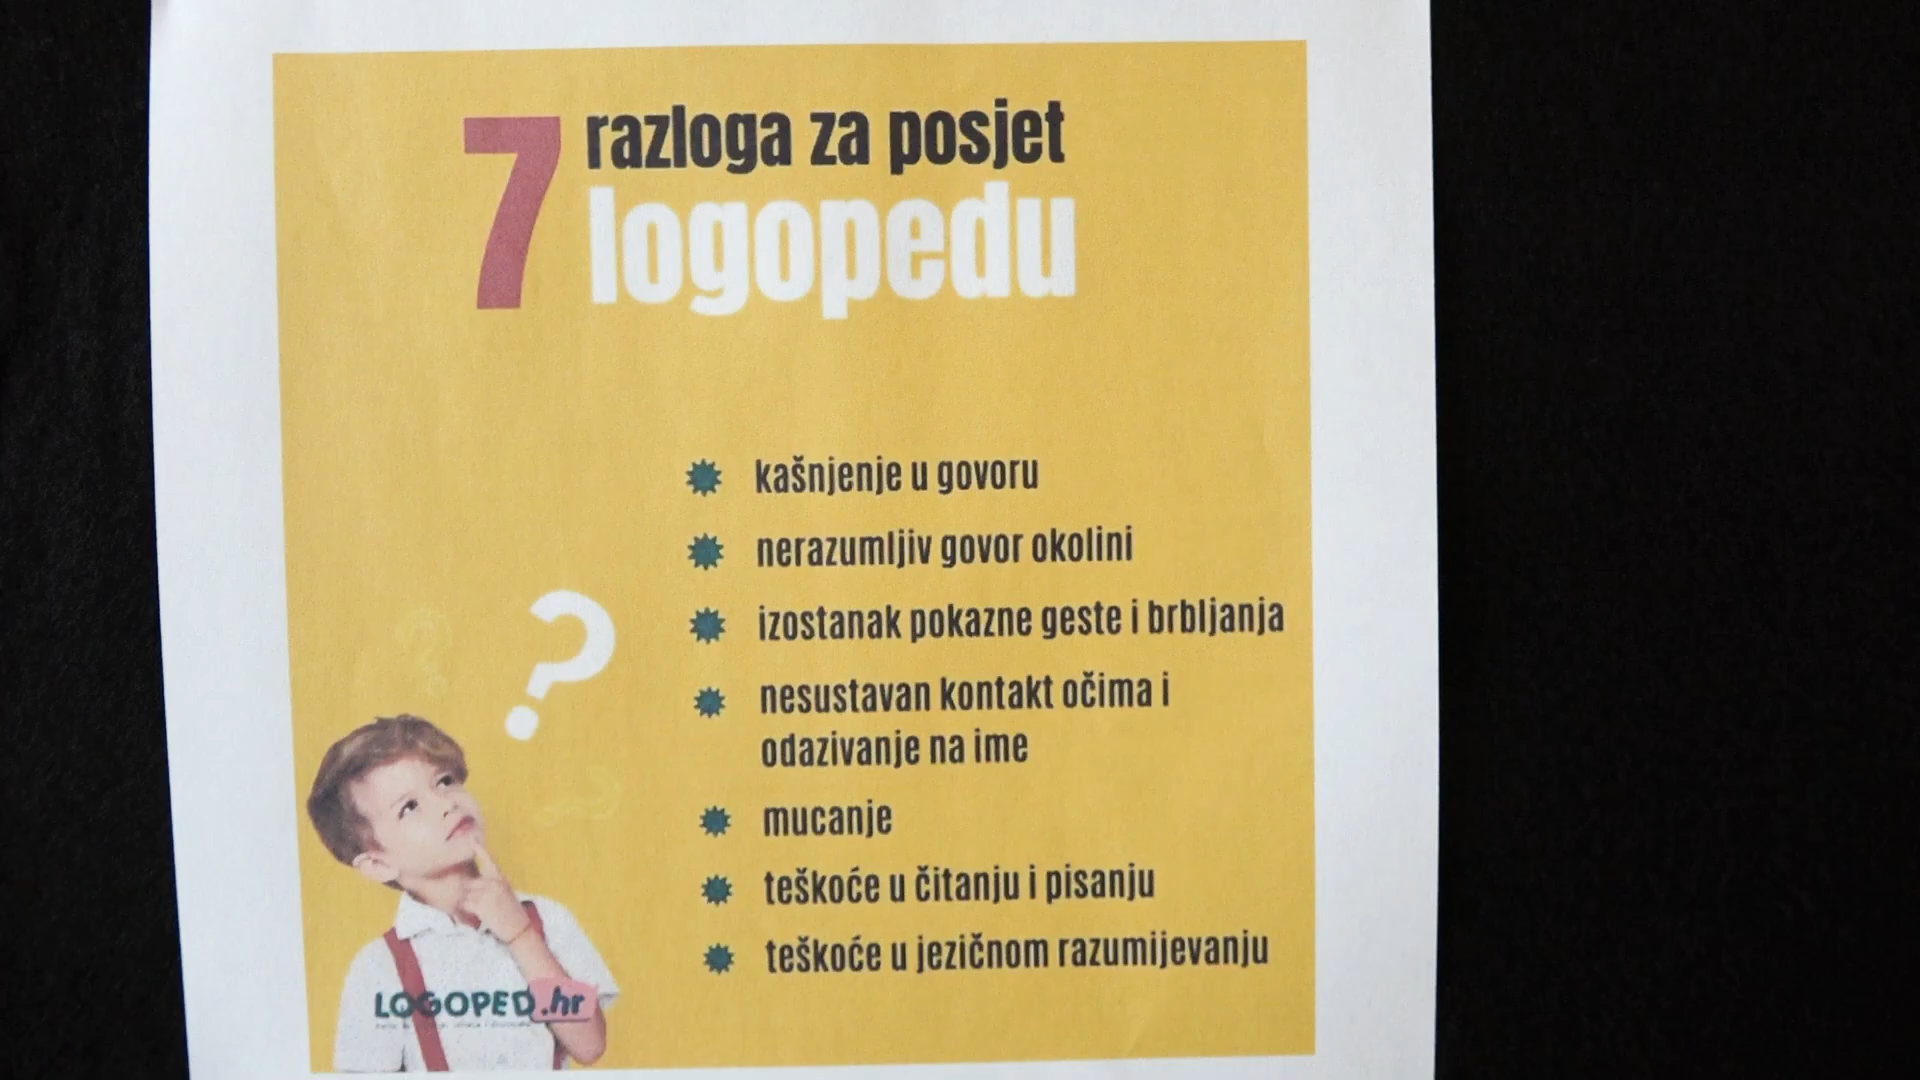 7 razloga za posjet
logopedu
kašnjenje u govoru
nerazumljiv govor okolini
izostanak pokazne geste i brbljanja
nesustavan kontakt očima i
odazivanje na ime
mucanje
teškoće u čitanju i pisanju
teškoće u jezičnom razumijevanju
LOGOPED.hr